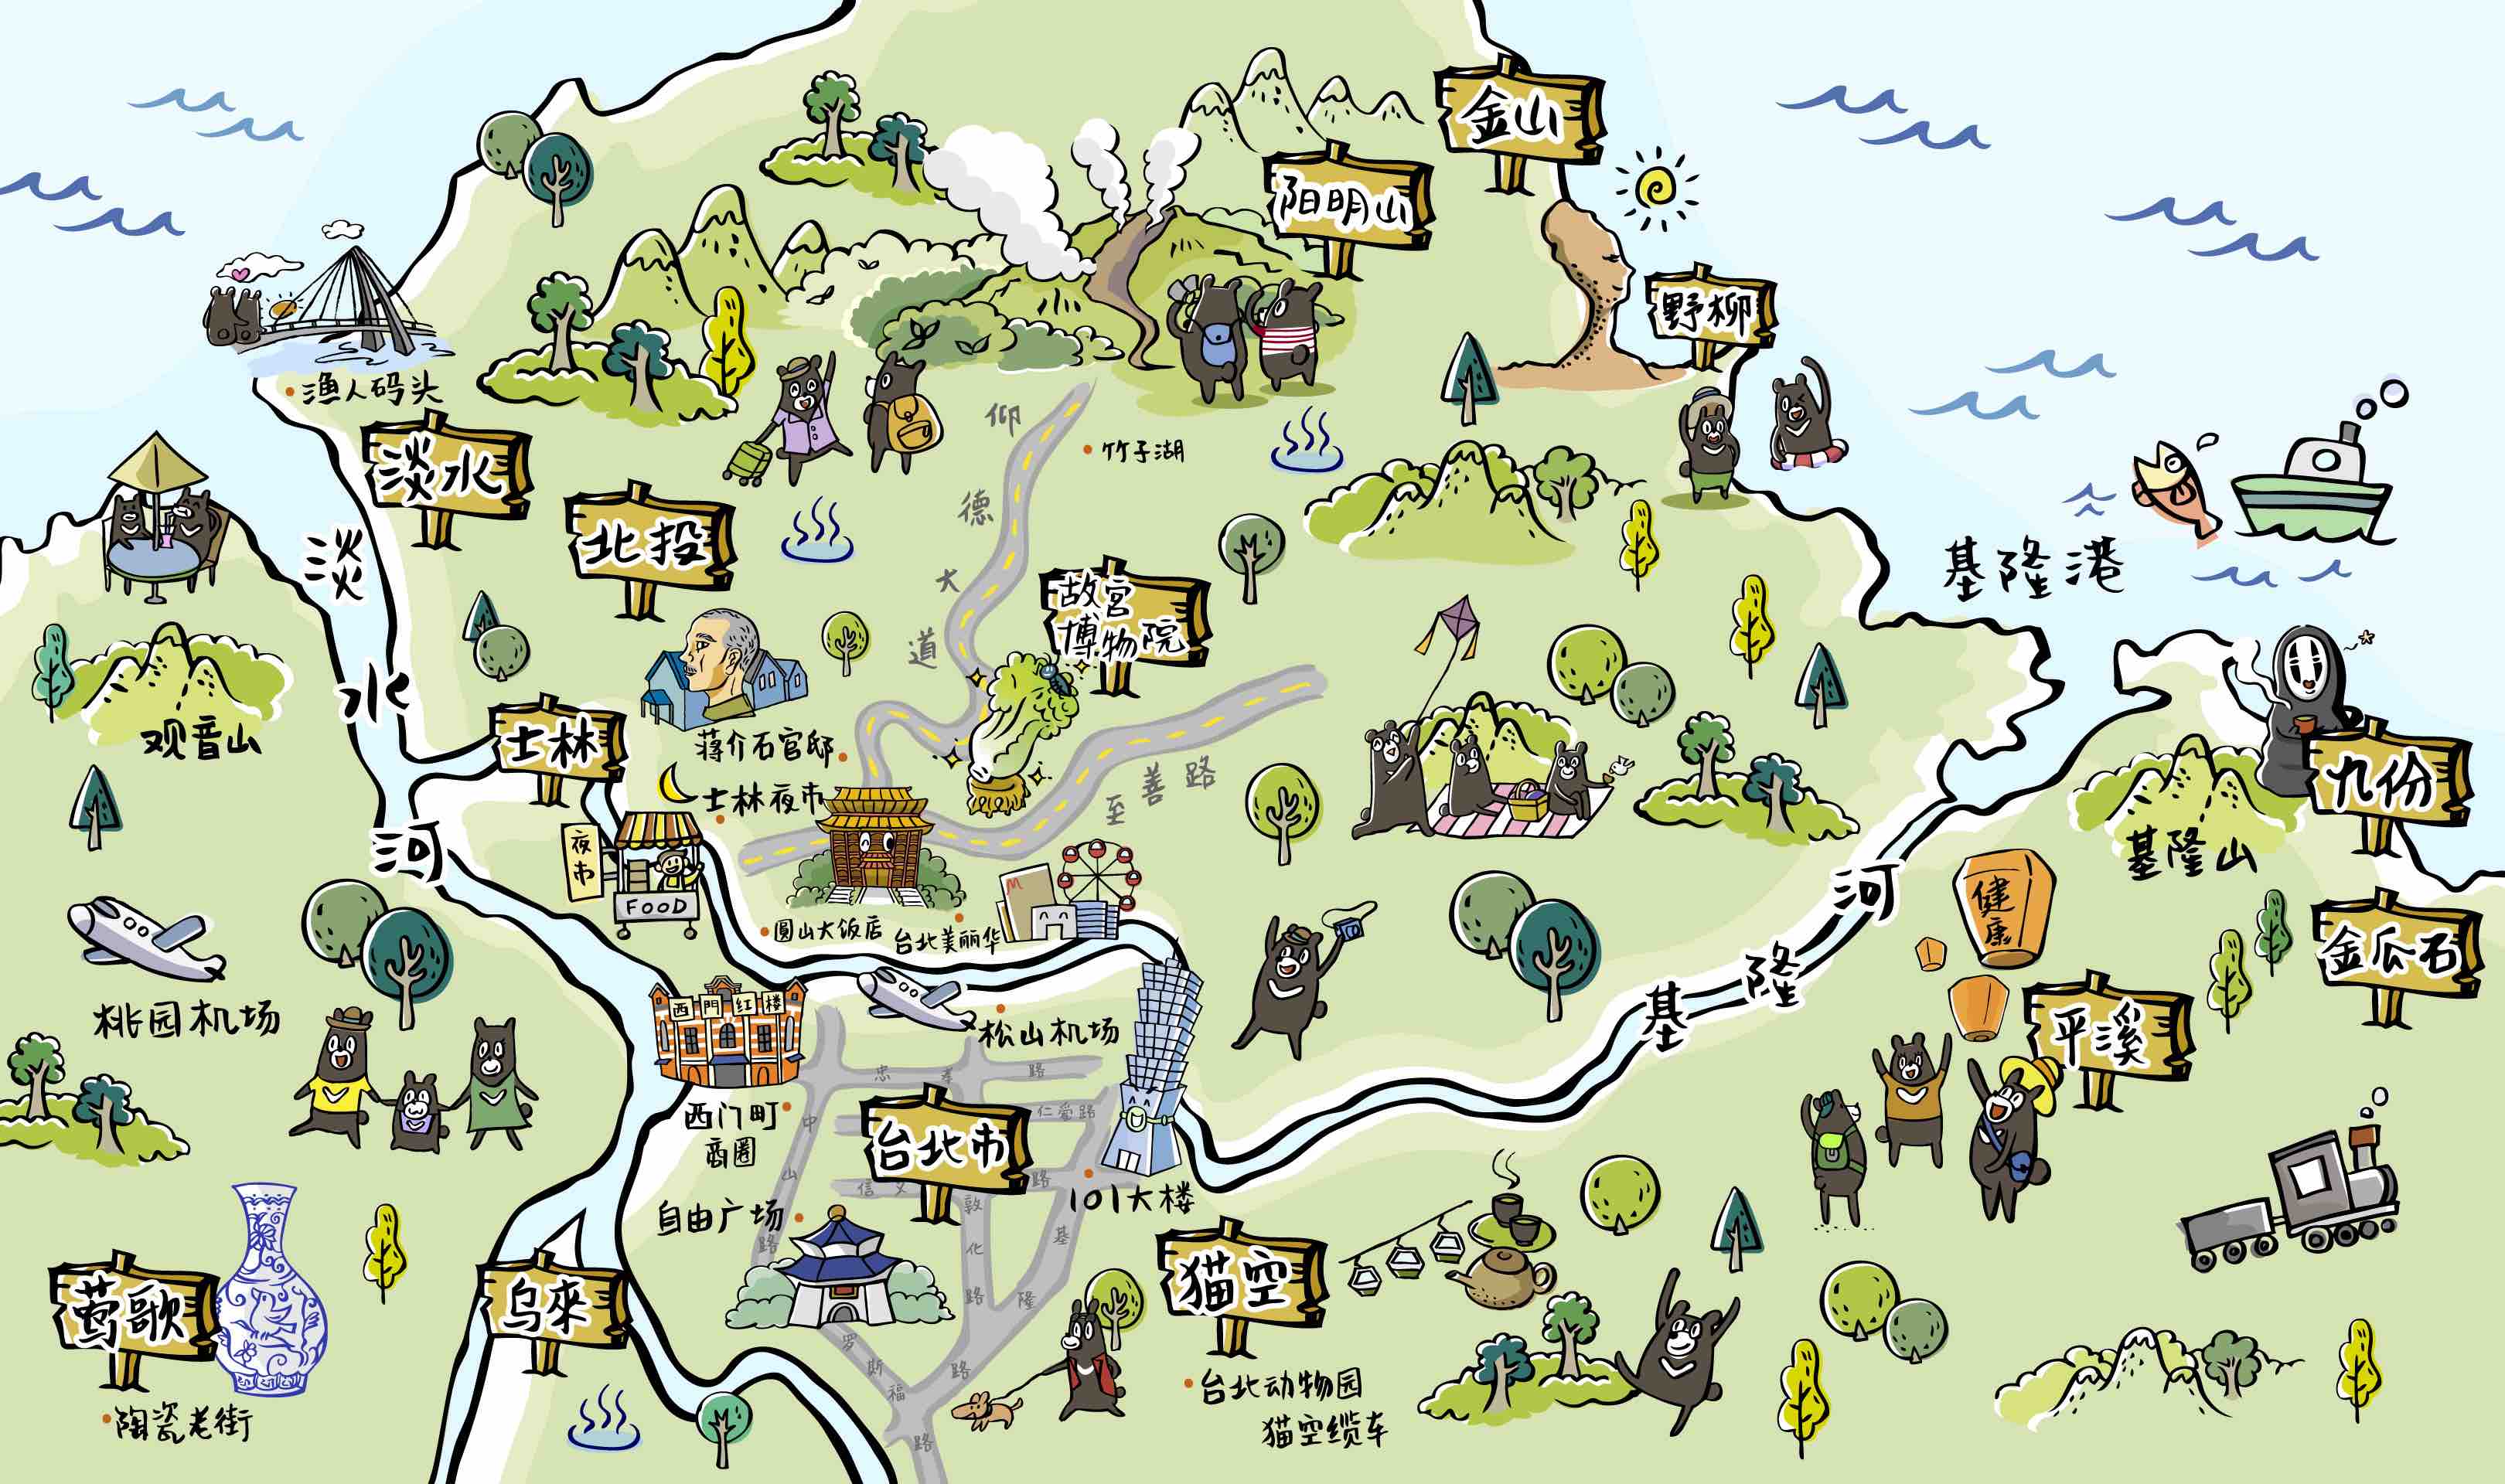 金山
阳明山
野柳
渔人码头
淡水
仰德大道
竹子湖
北投
基隆港
故宫
博物院
淡水河
观音山
士林
蒋介石官邸
士林夜市
至善路
九份
基隆山
夜市
FOOD
M
圆山大饭店
台北美丽华
基隆河
健康
金瓜石
桃园机场
西門红楼
松山机场
平溪
忠孝路
西门町
商圈
中山路
仁爱路
台北市
信义路
101大楼
自由广场
敦化路
基隆路
猫空
莺歌
乌來
罗斯福路
陶瓷老街
台北动物园
猫空缆车